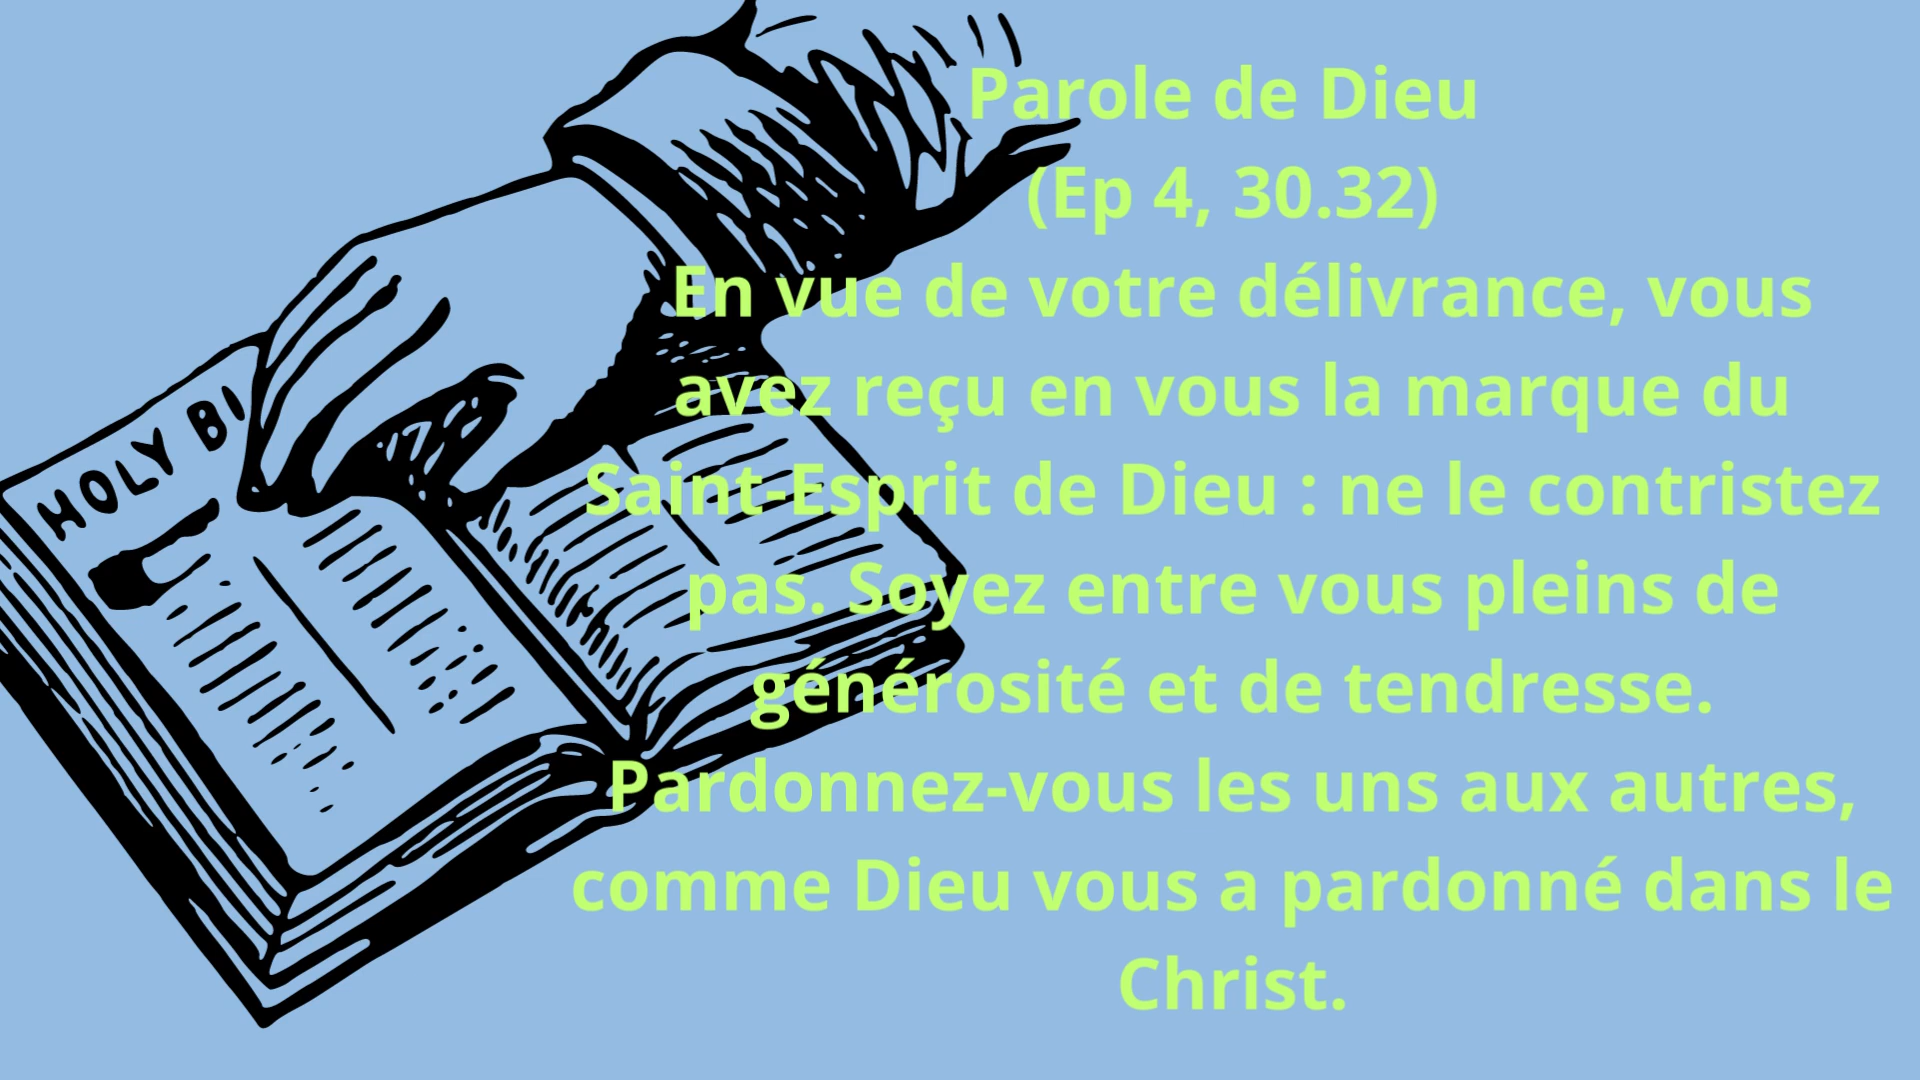 Parole de Dieu
(Ep 4, 30.32)
En vue de votre délivrance, vous
avez reçu en vous la marque du
Saint-Esprit de Dieu : ne le contristez
pas. Soyez entre vous pleins de
générosité et de tendresse.
Pardonnez-vous les uns aux autres,
comme Dieu vous a pardonné dans le
Christ.
HOLY BI